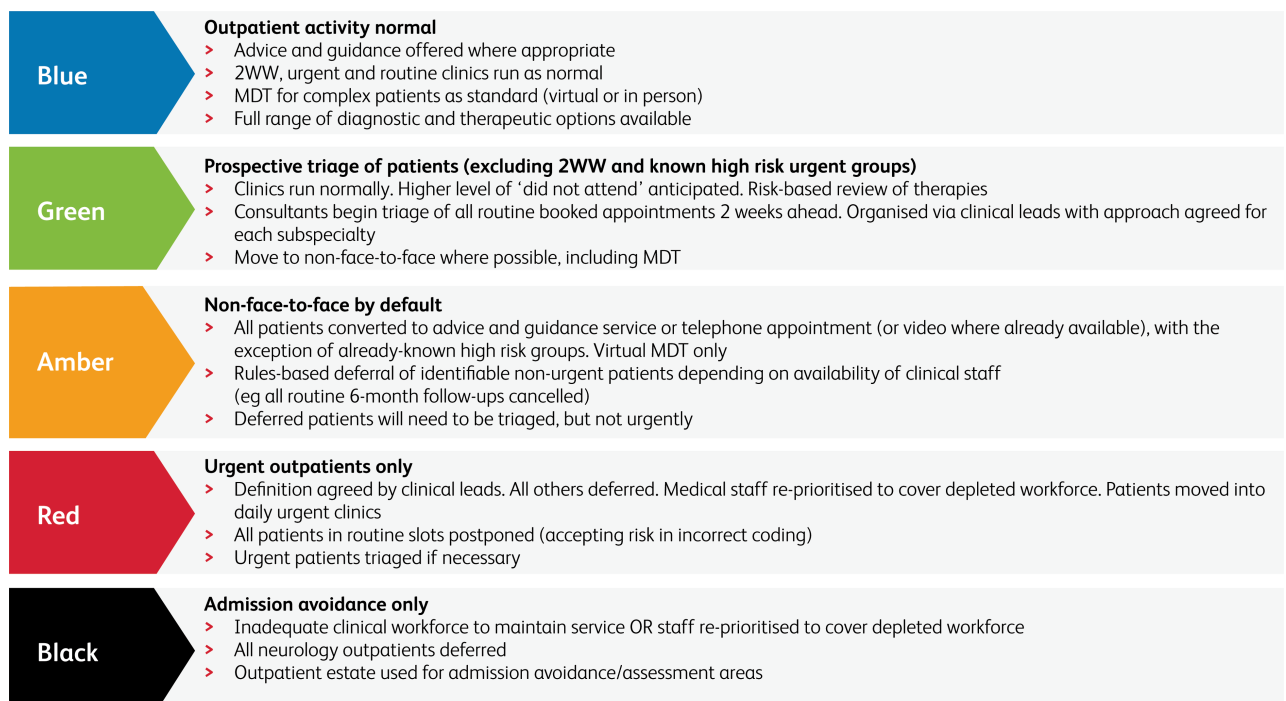 Blue
Outpatient activity normal
> Advice and guidance offered where appropriate
> 2WW, urgent and routine clinics run as normal
> MDT for complex patients as standard (virtual or in person)
> Full range of diagnostic and therapeutic options available
Green
Prospective triage of patients (excluding 2WW and known high risk urgent groups)
> Clinics run normally. Higher level of ‘did not attend’ anticipated. Risk-based review of therapies
> Consultants begin triage of all routine booked appointments 2 weeks ahead. Organised via clinical leads with approach agreed for
each subspecialty
> Move to non-face-to-face where possible, including MDT
Amber
Non-face-to-face by default
> All patients converted to advice and guidance service or telephone appointment (or video where already available), with the
exception of already-known high risk groups. Virtual MDT only
> Rules-based deferral of identifiable non-urgent patients depending on availability of clinical staff
(eg all routine 6-month follow-ups cancelled)
> Deferred patients will need to be triaged, but not urgently
Red
Urgent outpatients only
> Definition agreed by clinical leads. All others deferred. Medical staff re-prioritised to cover depleted workforce. Patients moved into
daily urgent clinics
> All patients in routine slots postponed (accepting risk in incorrect coding)
> Urgent patients triaged if necessary
Black
Admission avoidance only
> Inadequate clinical workforce to maintain service OR staff re-prioritised to cover depleted workforce
> All neurology outpatients deferred
> Outpatient estate used for admission avoidance/assessment areas